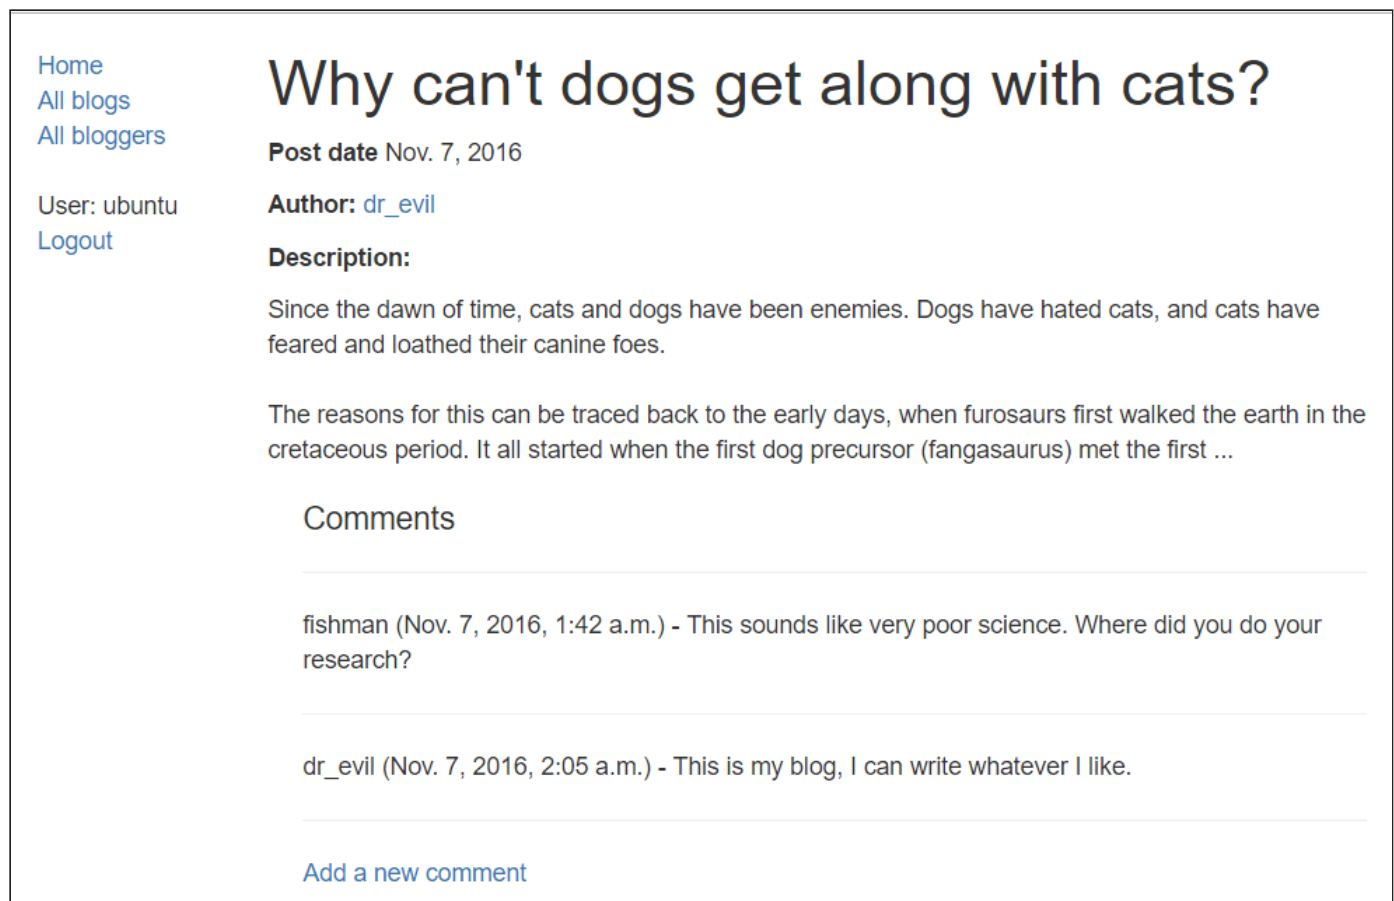 Home
All blogs
All bloggers
User: ubuntu
Logout
Why can't dogs get along with cats?
Post date Nov. 7, 2016
Author: dr_evil
Description:
Since the dawn of time, cats and dogs have been enemies. Dogs have hated cats, and cats have
feared and loathed their canine foes.
The reasons for this can be traced back to the early days, when furosaurs first walked the earth in the
cretaceous period. It all started when the first dog precursor (fangasaurus) met the first ...
Comments
fishman (Nov. 7, 2016, 1:42 a.m.) - This sounds like very poor science. Where did you do your
research?
dr_evil (Nov. 7, 2016, 2:05 a.m.) - This is my blog, I can write whatever I like.
Add a new comment